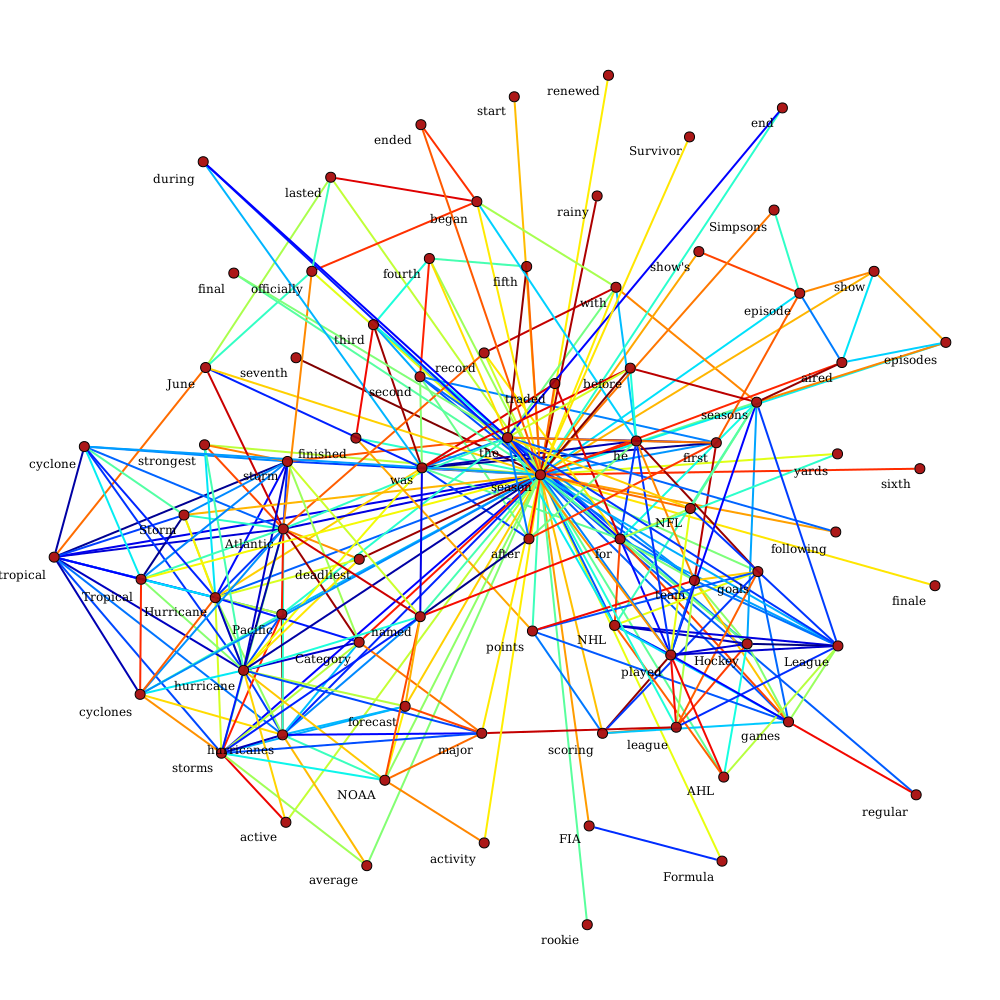 renewed
start
end
ended
Survivor
during
lasted
rainy
began
Simpsons
show's
fourth
final
officially
fifth
with
show
episode
third
episodes
record
seventh
aired
June
second
before
traded
seasons
finished
the
he
first
cyclone
strongest
yards
storm
was
sixth
season
NFL
Storm
Atlantic
following
after
for
tropical
deadliest
team
goals
Tropical
finale
Hurricane
Pacific
named
NHL
points
Category
Hockey
League
played
hurricane
cyclones
forecast
games
hurricanes
major
scoring
league
storms
AHL
NOAA
regular
active
FIA
activity
Formula
average
rookie